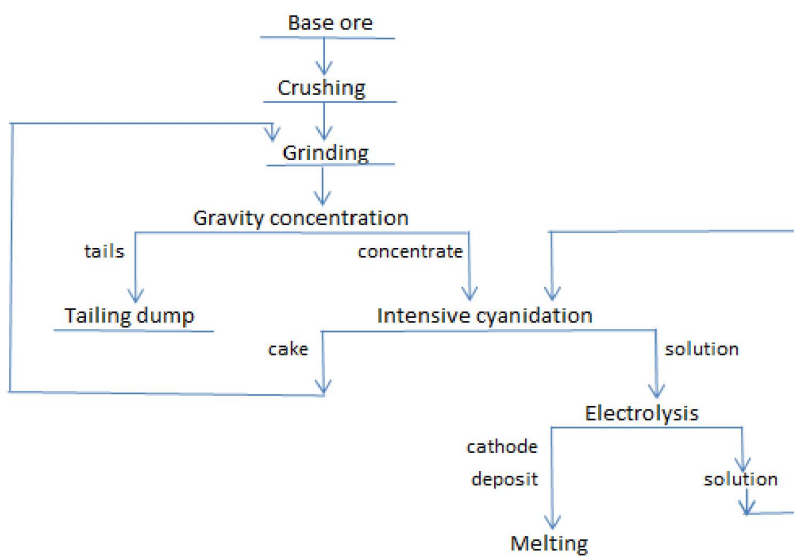 Base ore
Crushing
Grinding
Gravity concentration
tails
concentrate
Tailing dump
Intensive cyanidation
cake
solution
Electrolysis
cathode
deposit
solution
Melting